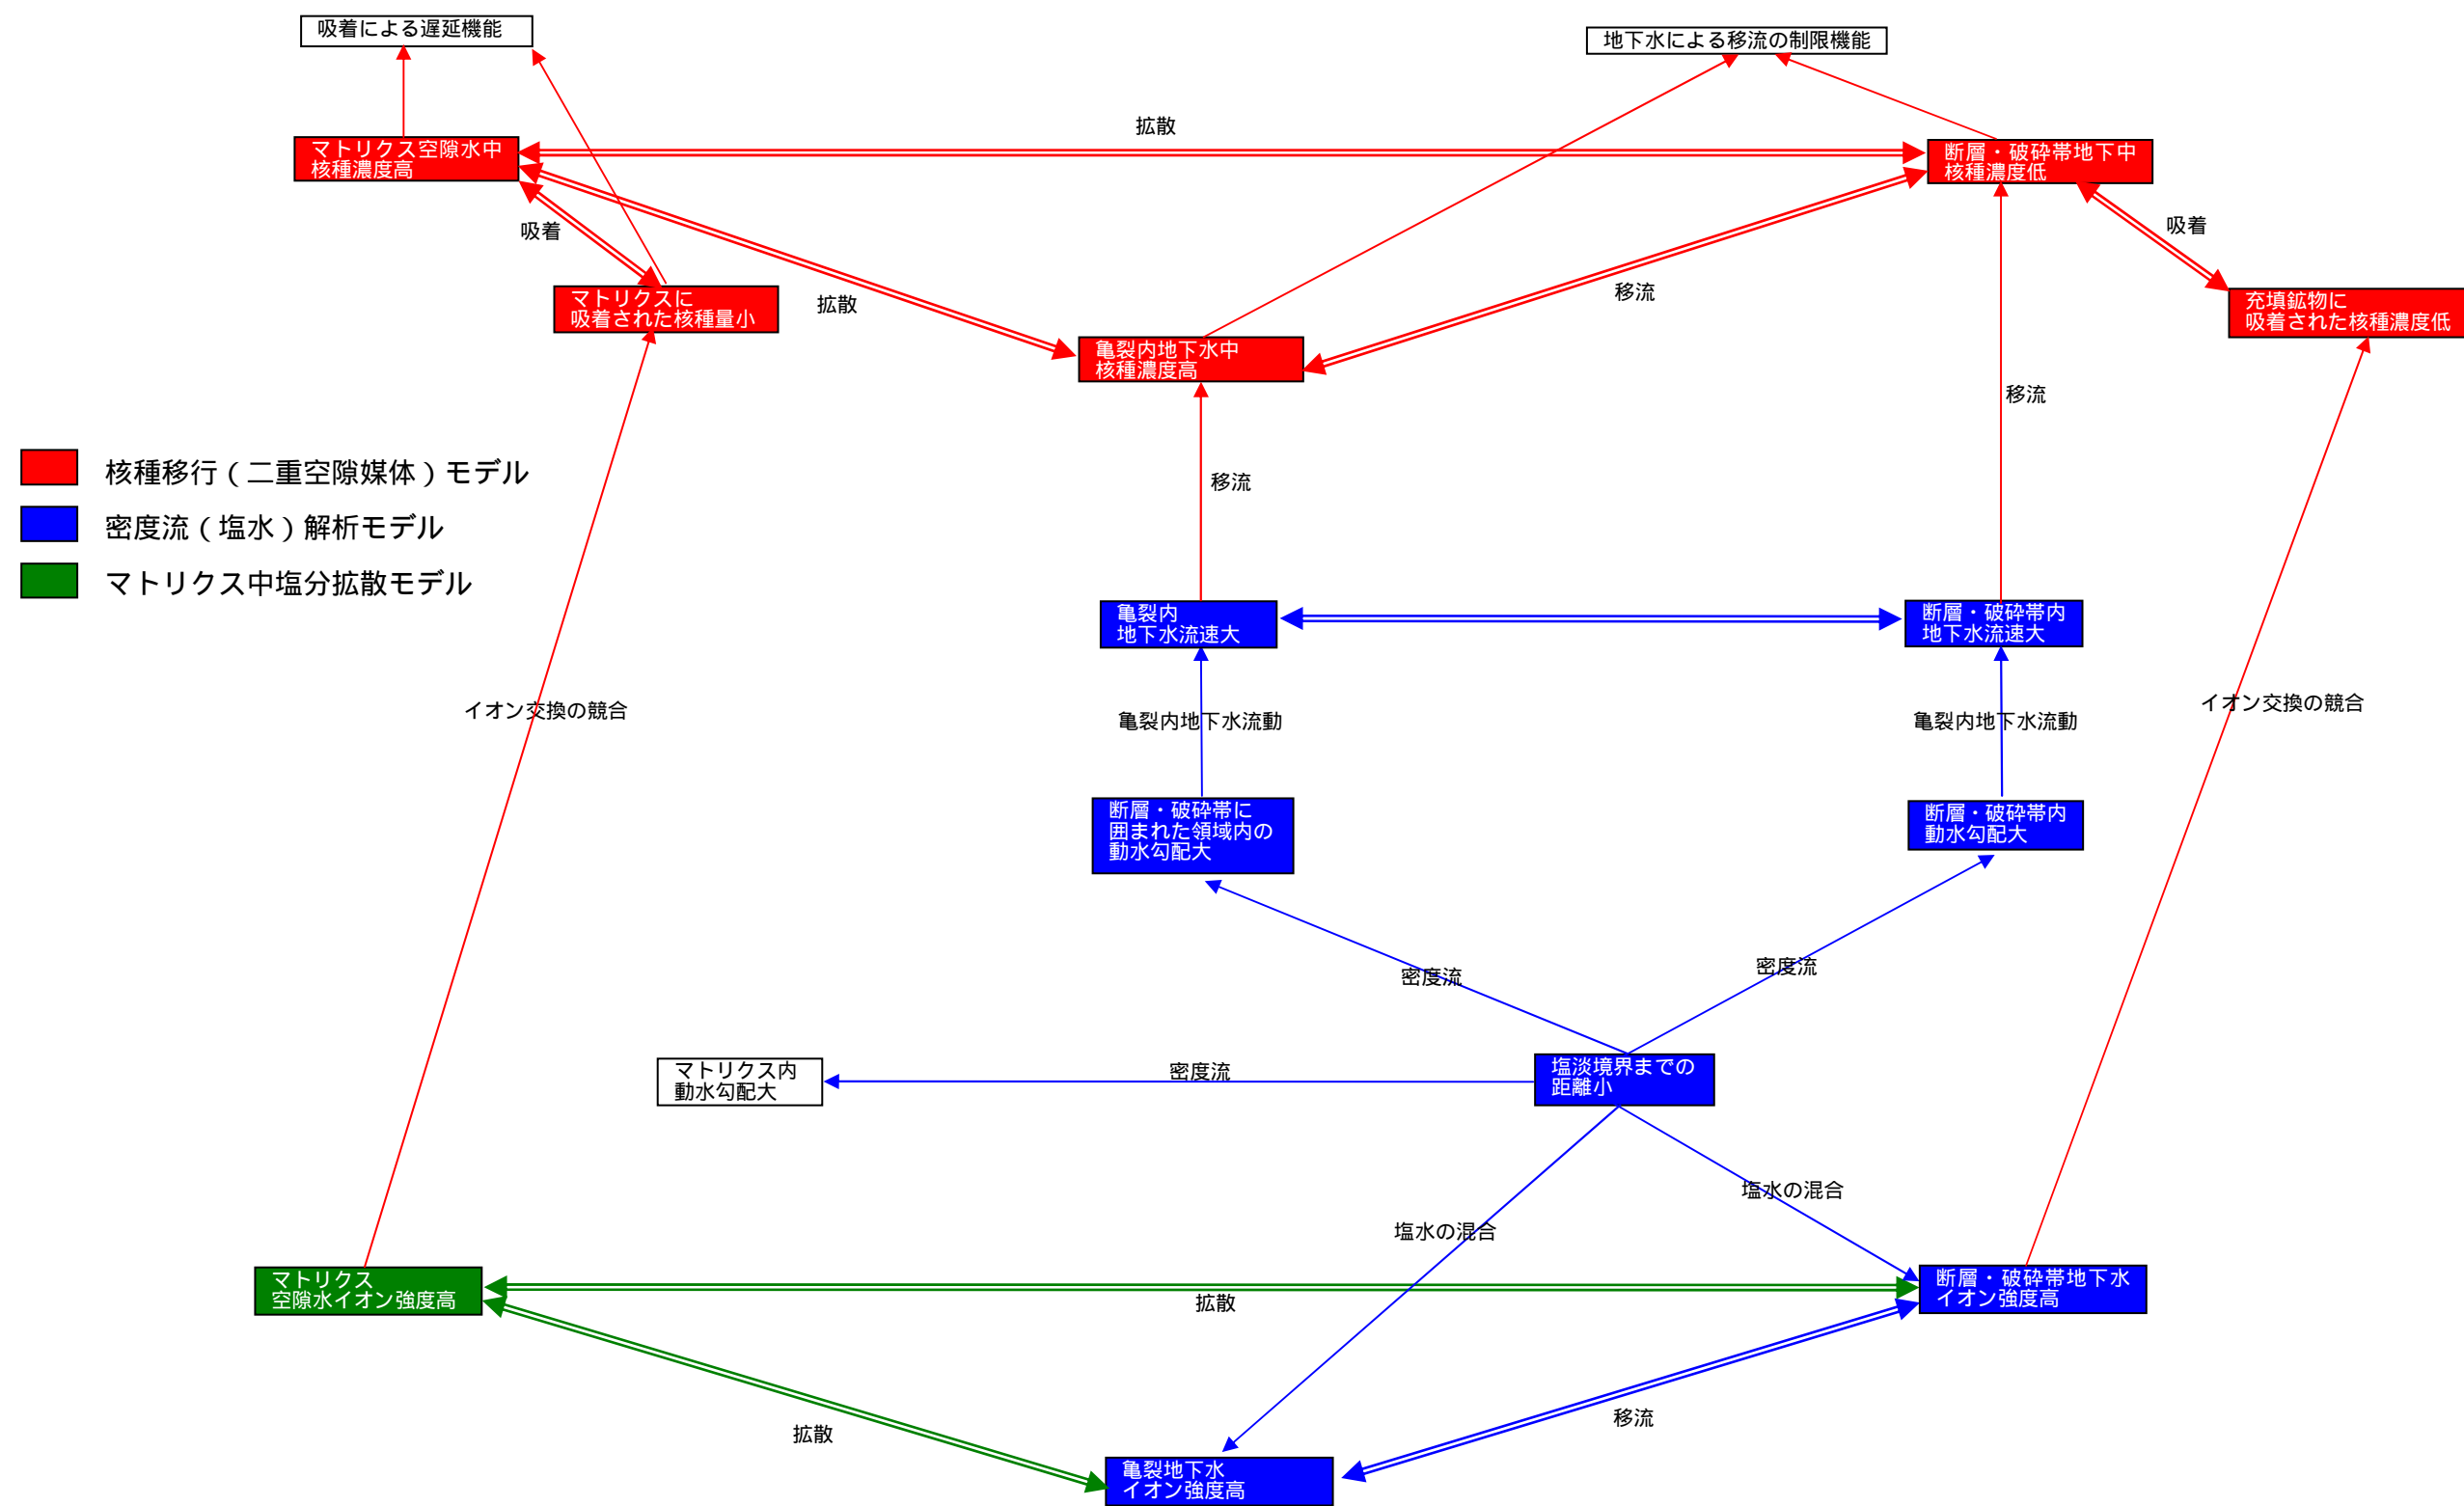 吸着による遅延機能
地下水による移流の制限機能
拡散
マトリクス空隙水中
核種濃度高
断層・破砕帯地下中
核種濃度低
吸着
吸着
マトリクスに
吸着された核種量小
拡散
移流
充填鉱物に
吸着された核種濃度低
亀裂内地下水中
核種濃度高
移流
移流
核種移行(二重空隙媒体)モデル
密度流(塩水)解析モデル
マトリクス中塩分拡散モデル
亀裂内
地下水流速大
断層・破砕帯内
地下水流速大
イオン交換の競合
亀裂内地下水流動
亀裂内地下水流動
イオン交換の競合
断層・破砕帯に
囲まれた領域内の
動水勾配大
断層・破砕帯内
動水勾配大
密度流
密度流
マトリクス内
動水勾配大
密度流
塩淡境界までの
距離小
塩水の混合
塩水の混合
マトリクス
空隙水イオン強度高
拡散
断層・破砕帯地下水
イオン強度高
拡散
移流
亀裂地下水
イオン強度高